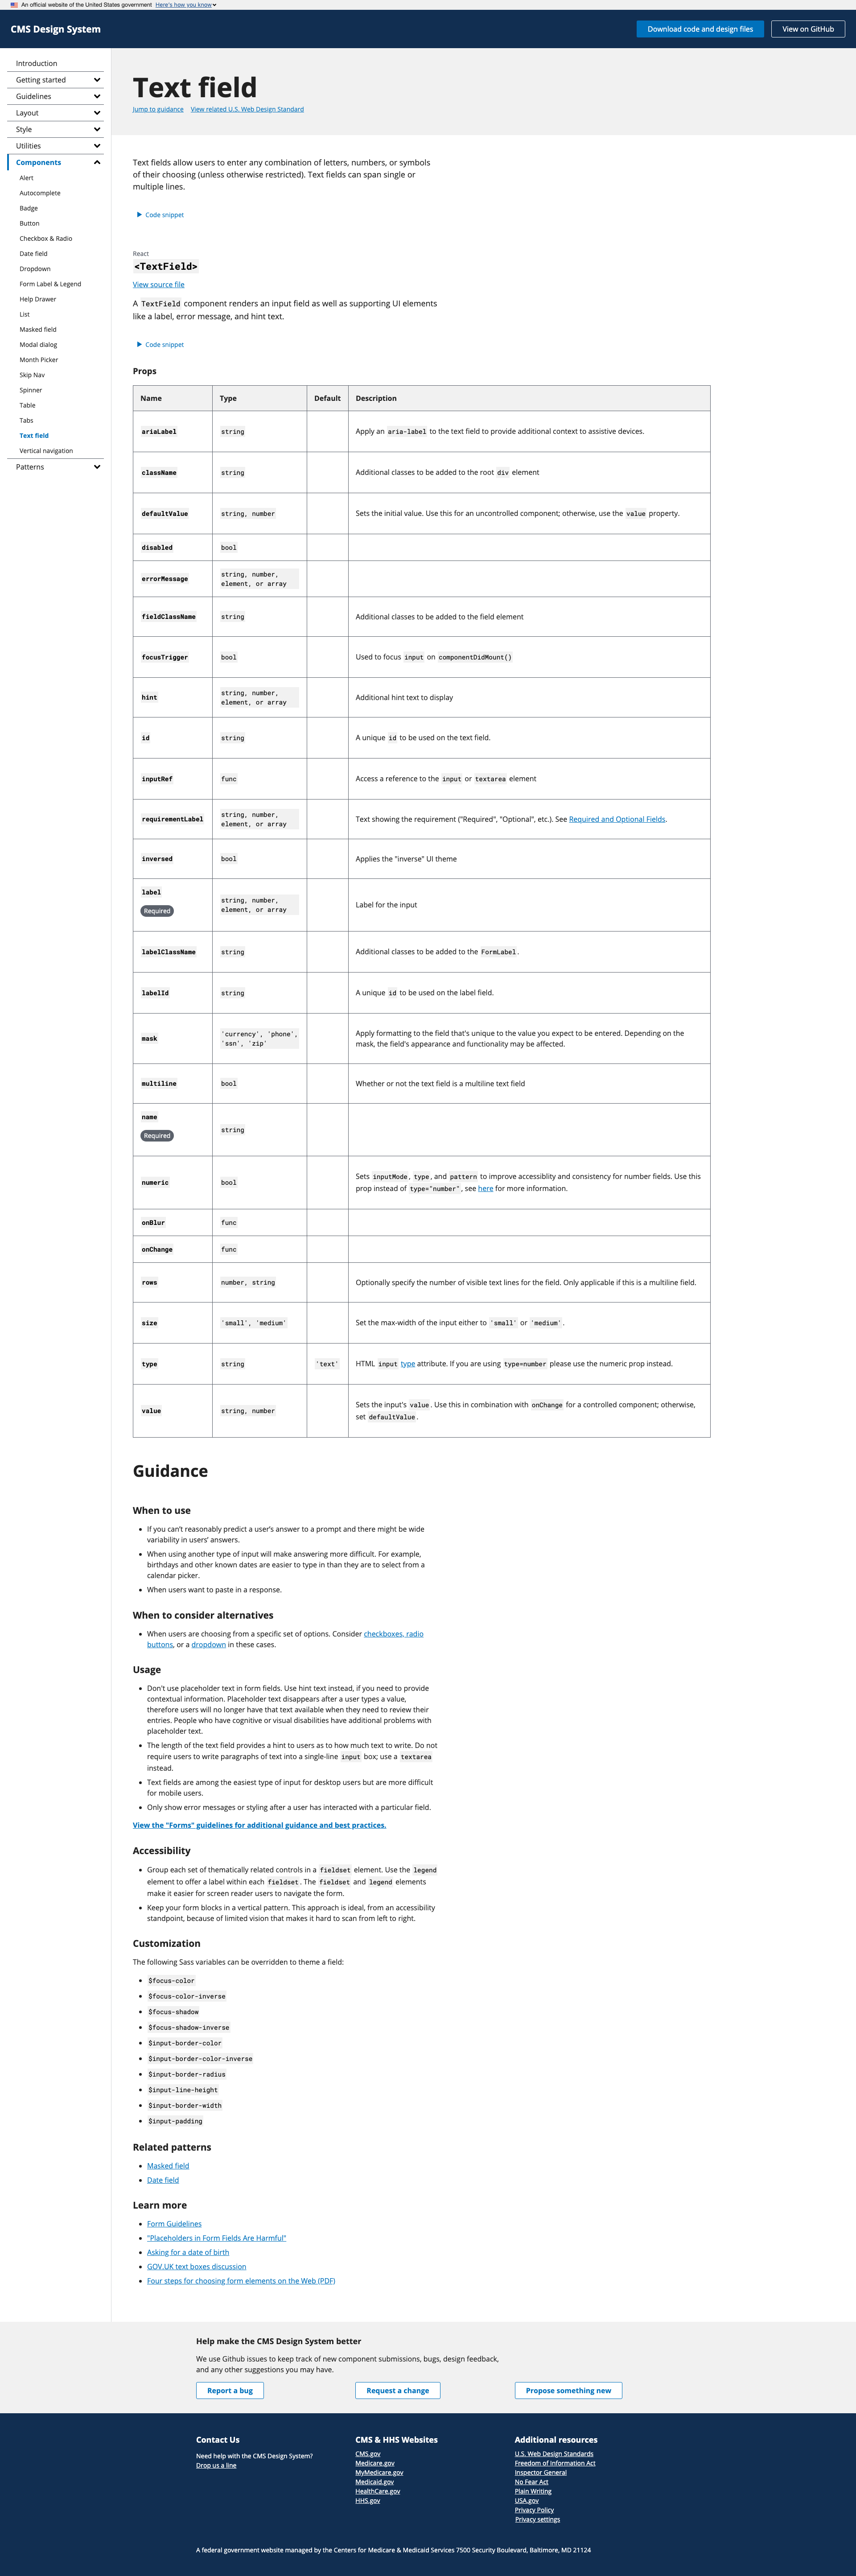 An official website of the United States government Here's how you know
CMS Design System
Download code and design files
View on GitHub
Introduction
Getting started
Guidelines
Layout
Style
Utilities
Components
Alert
Autocomplete
Badge
Button
Checkbox & Radio
Date field
Dropdown
Form Label & Legend
Help Drawer
List
Masked field
Modal dialog
Month Picker
Skip Nav
Spinner
Table
Tabs
Text field
Vertical navigation
Patterns
Text field
Jump to guidance View related U.S. Web Design Standard
Text fields allow users to enter any combination of letters, numbers, or symbols
of their choosing (unless otherwise restricted). Text fields can span single or
multiple lines.
Code snippet
React
<TextField>
View source file
A TextField component renders an input field as well as supporting UI elements
like a label, error message, and hint text.
Code snippet
Props
Name Type Default Description
ariaLabel string Apply an aria-label to the text field to provide additional context to assistive devices.
className string Additional classes to be added to the root div element
defaultValue string, number Sets the initial value. Use this for an uncontrolled component; otherwise, use the value property.
disabled bool
errorMessage string, number,
element, or array
fieldClassName string Additional classes to be added to the field element
focusTrigger bool Used to focus input on componentDidMount()
hint string, number,
element, or array Additional hint text to display
id string A unique id to be used on the text field.
inputRef func Access a reference to the input or textarea element
requirementLabel string, number,
element, or array Text showing the requirement ("Required", "Optional", etc.). See Required and Optional Fields.
inversed bool Applies the "inverse" UI theme
label
Required
string, number,
element, or array Label for the input
labelClassName string Additional classes to be added to the FormLabel.
labelId string A unique id to be used on the label field.
mask 'currency', 'phone',
'ssn', 'zip'
Apply formatting to the field that's unique to the value you expect to be entered. Depending on the
mask, the field's appearance and functionality may be affected.
multiline bool Whether or not the text field is a multiline text field
name
Required
string
numeric bool
Sets inputMode, type, and pattern to improve accessiblity and consistency for number fields. Use this
prop instead of type="number", see here for more information.
onBlur func
onChange func
rows number, string Optionally specify the number of visible text lines for the field. Only applicable if this is a multiline field.
size 'small', 'medium' Set the max-width of the input either to 'small' or 'medium'.
type string 'text' HTML input type attribute. If you are using type=number please use the numeric prop instead.
value string, number
Sets the input's value. Use this in combination with onChange for a controlled component; otherwise,
set defaultValue.
Guidance
When to use
If you can't reasonably predict a user's answer to a prompt and there might be wide
variability in users' answers.
When using another type of input will make answering more difficult. For example,
birthdays and other known dates are easier to type in than they are to select from a
calendar picker.
When users want to paste in a response.
When to consider alternatives
When users are choosing from a specific set of options. Consider checkboxes, radio
buttons, or a dropdown in these cases.
Usage
Don't use placeholder text in form fields. Use hint text instead, if you need to provide
contextual information. Placeholder text disappears after a user types a value,
therefore users will no longer have that text available when they need to review their
entries. People who have cognitive or visual disabilities have additional problems with
placeholder text.
The length of the text field provides a hint to users as to how much text to write. Do not
require users to write paragraphs of text into a single-line input box; use a textarea
instead.
Text fields are among the easiest type of input for desktop users but are more difficult
for mobile users.
Only show error messages or styling after a user has interacted with a particular field.
View the "Forms" guidelines for additional guidance and best practices.
Accessibility
Group each set of thematically related controls in a fieldset element. Use the legend
element to offer a label within each fieldset. The fieldset and legend elements
make it easier for screen reader users to navigate the form.
Keep your form blocks in a vertical pattern. This approach is ideal, from an accessibility
standpoint, because of limited vision that makes it hard to scan from left to right.
Customization
The following Sass variables can be overridden to theme a field:
$focus-color
$focus-color-inverse
$focus-shadow
$focus-shadow-inverse
$input-border-color
$input-border-color-inverse
$input-border-radius
$input-line-height
$input-border-width
$input-padding
Related patterns
Masked field
Date field
Learn more
Form Guidelines
"Placeholders in Form Fields Are Harmful"
Asking for a date of birth
GOV.UK text boxes discussion
Four steps for choosing form elements on the Web (PDF)
Help make the CMS Design System better
We use Github issues to keep track of new component submissions, bugs, design feedback,
and any other suggestions you may have.
Report a bug
Request a change
Propose something new
Contact Us
Need help with the CMS Design System?
Drop us a line
CMS & HHS Websites
CMS.gov
Medicare.gov
MyMedicare.gov
Medicaid.gov
HealthCare.gov
HHS.gov
Additional resources
U.S. Web Design Standards
Freedom of Information Act
Inspector General
No Fear Act
Plain Writing
USA.gov
Privacy Policy
Privacy settings
A federal government website managed by the Centers for Medicare & Medicaid Services 7500 Security Boulevard, Baltimore, MD 21124